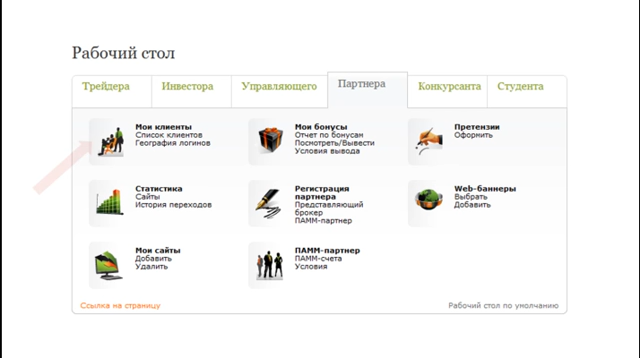 Рабочий стол
Трейдера
Инвестора
Управляющего
Партнера
Конкурсанта
Студента
Мои клиенты
Список клиентов
География логинов
Мои бонусы
Отчет по бонусам
Посмотреть/Вывести
Условия вывода
Претензии
Оформить
Статистика
Сайты
История переходов
Регистрация
партнера
Представляющий
брокер
ПАММ-партнер
Web-баннеры
Выбрать
Добавить
Мои сайты
Добавить
Удалить
ПАММ-партнер
ПАММ-счета
Условия
Ссылка на страницу
Рабочий стол по умолчанию